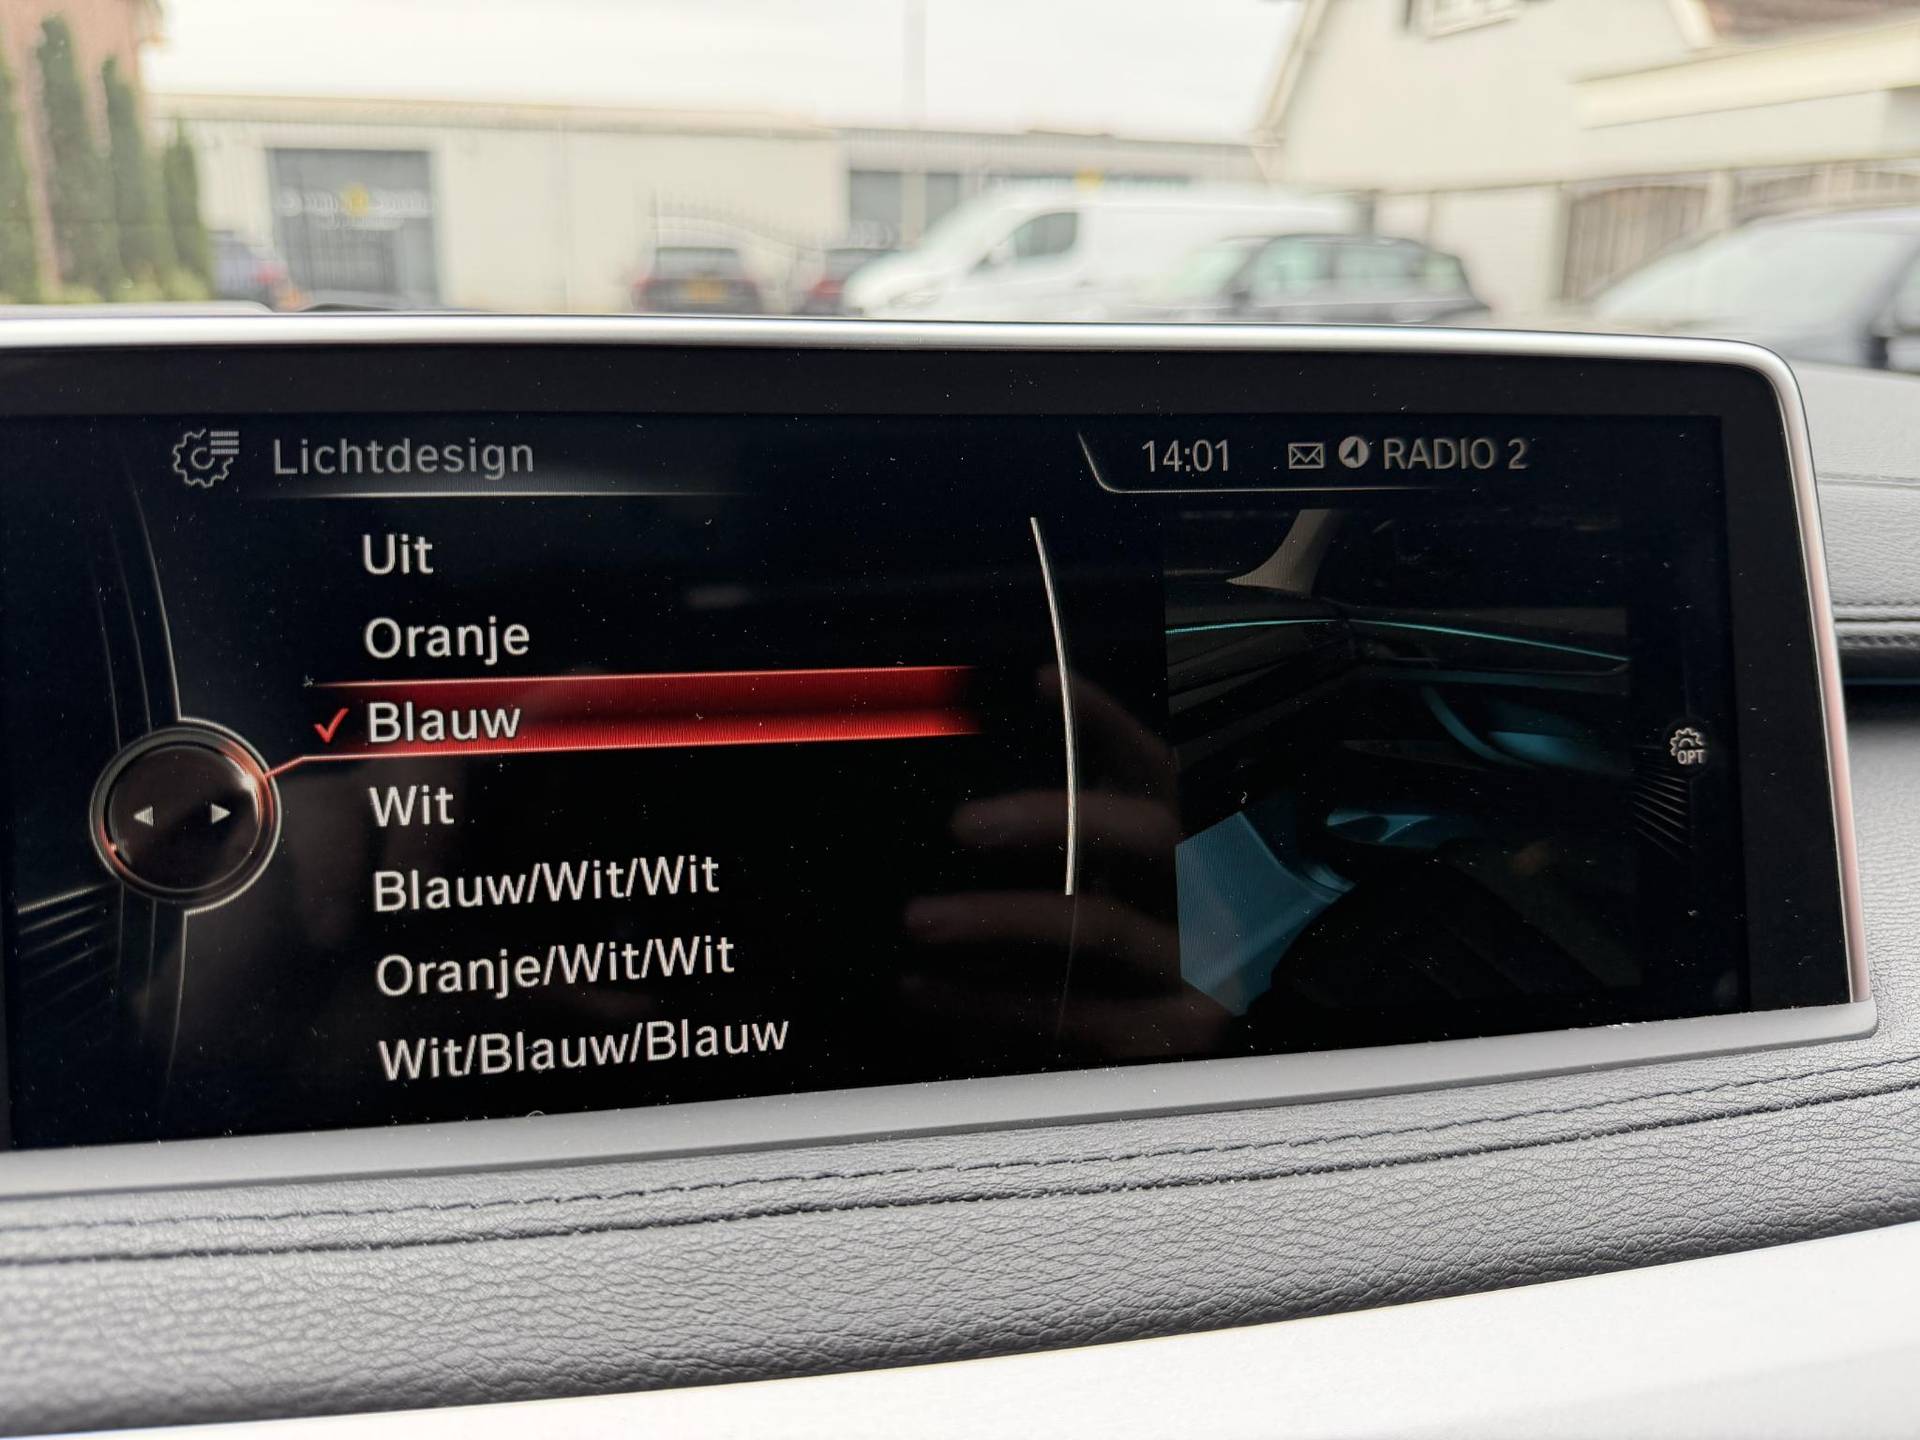 Lichtdesign
14:01 RADIO 2
Uit
Oranje
Blauw
Wit
Blauw/Wit/Wit
Oranje/Wit/Wit
Wit/Blauw/Blauw
OPT